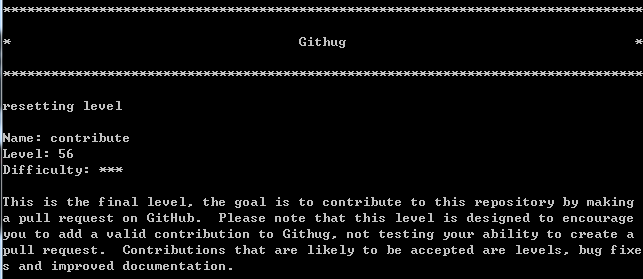 ********************************************************************************
*                                    Githug                                    *
********************************************************************************
resetting level
Name: contribute
Level: 56
Difficulty: ***
This is the final level, the goal is to contribute to this repository by making
a pull request on GitHub.  Please note that this level is designed to encourage
you to add a valid contribution to Githug, not testing your ability to create a
pull request.  Contributions that are likely to be accepted are levels, bug fixe
s and improved documentation.